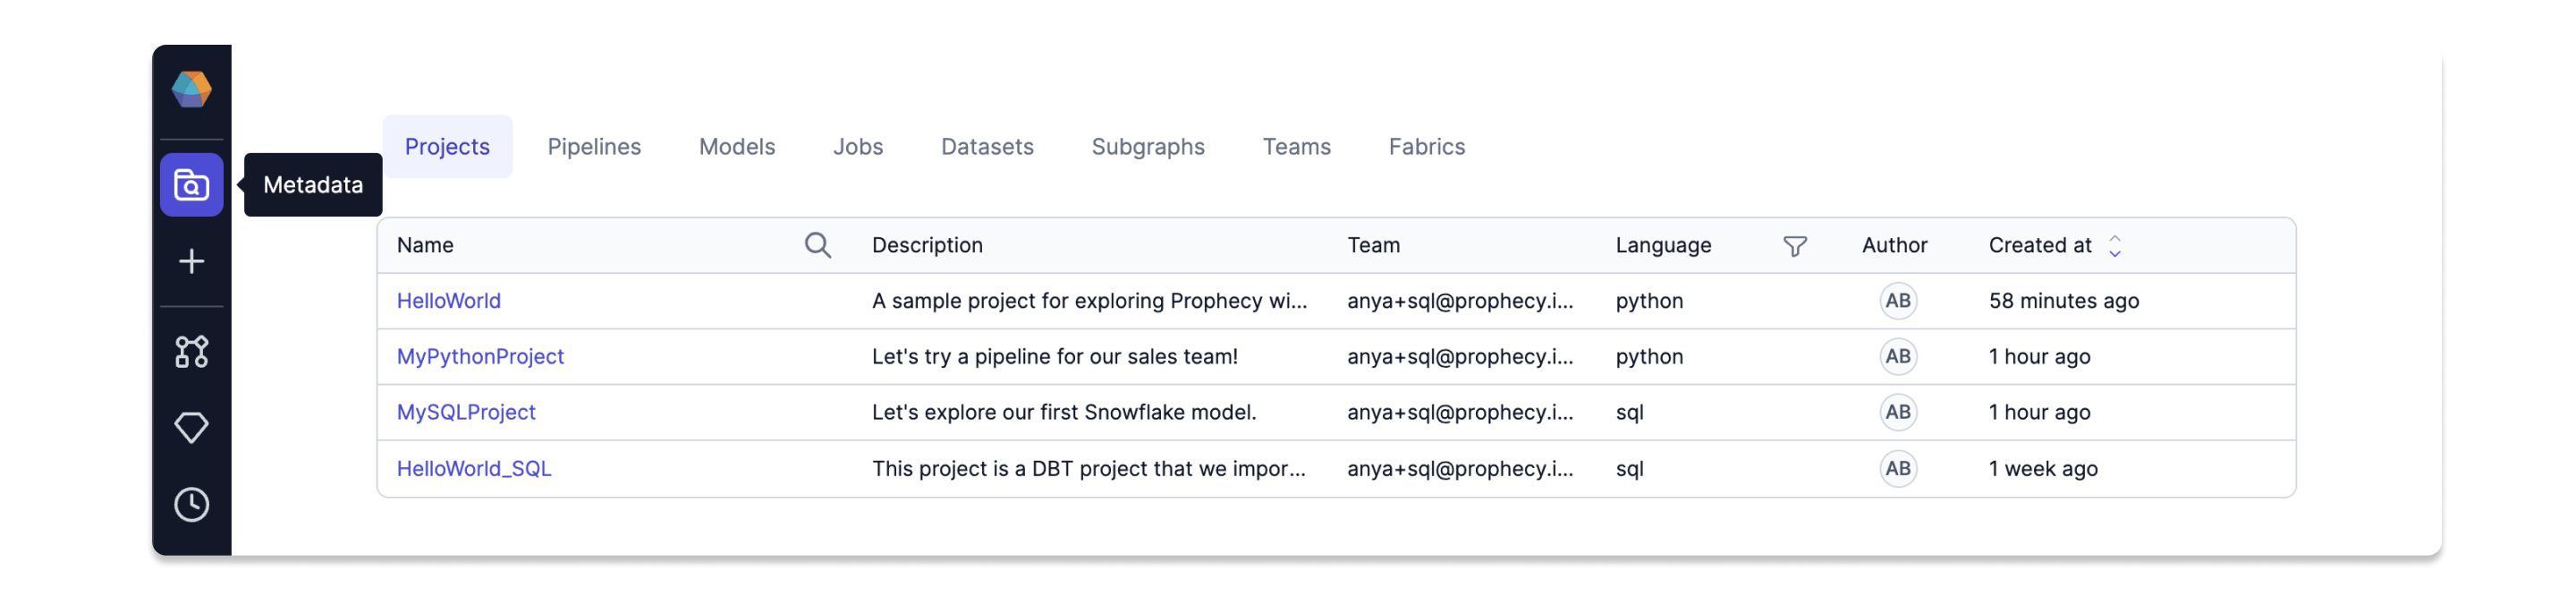 Projects Pipelines Models Jobs Datasets Subgraphs Teams Fabrics
Metadata
Name Description Team Language Author Created at
HelloWorld A sample project for exploring Prophecy wi... anya+sql@prophecy.i... python AB 58 minutes ago
MyPythonProject Let's try a pipeline for our sales team! anya+sql@prophecy.i... python AB 1 hour ago
MySQLProject Let's explore our first Snowflake model. anya+sql@prophecy.i... sql AB 1 hour ago
HelloWorld_SQL This project is a DBT project that we impor... anya+sql@prophecy.i... sql AB 1 week ago